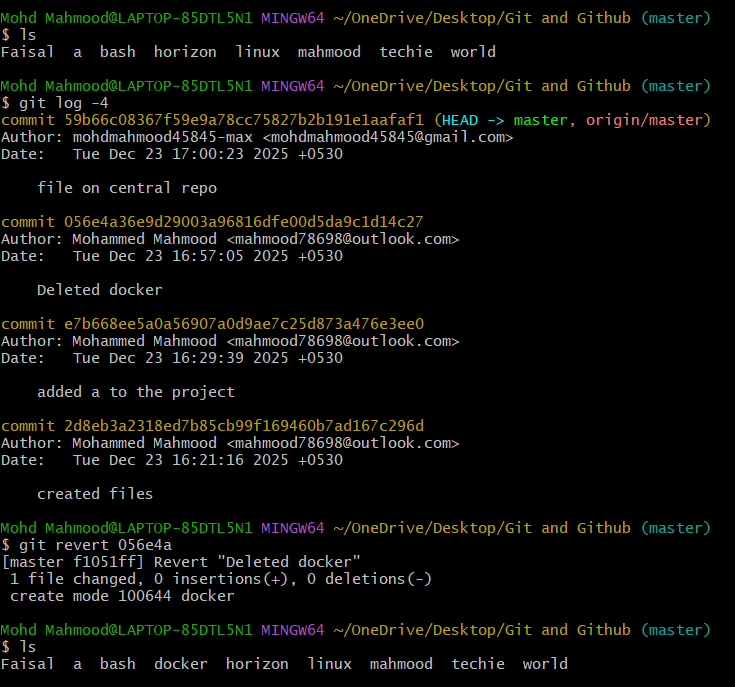 Mohd Mahmood@LAPTOP-85DTL5N1 MINGW64 ~/OneDrive/Desktop/Git and Github (master)
$ ls
Faisal  a  bash  horizon  linux  mahmood  techie  world
Mohd Mahmood@LAPTOP-85DTL5N1 MINGW64 ~/OneDrive/Desktop/Git and Github (master)
$ git log -4
commit 59b66c08367f59e9a78cc75827b2b191e1aafaf1 (HEAD -> master, origin/master)
Author: mohdmahmood45845-max <mohdmahmood45845@gmail.com>
Date:   Tue Dec 23 17:00:23 2025 +0530
    file on central repo
commit 056e4a36e9d29003a96816dfe00d5da9c1d14c27
Author: Mohammed Mahmood <mahmood78698@outlook.com>
Date:   Tue Dec 23 16:57:05 2025 +0530
    Deleted docker
commit e7b668ee5a0a56907a0d9ae7c25d873a476e3ee0
Author: Mohammed Mahmood <mahmood78698@outlook.com>
Date:   Tue Dec 23 16:29:39 2025 +0530
    added a to the project
commit 2d8eb3a2318ed7b85cb99f169460b7ad167c296d
Author: Mohammed Mahmood <mahmood78698@outlook.com>
Date:   Tue Dec 23 16:21:16 2025 +0530
    created files
Mohd Mahmood@LAPTOP-85DTL5N1 MINGW64 ~/OneDrive/Desktop/Git and Github (master)
$ git revert 056e4a
[master f1051ff] Revert "Deleted docker"
 1 file changed, 0 insertions(+), 0 deletions(-)
 create mode 100644 docker
Mohd Mahmood@LAPTOP-85DTL5N1 MINGW64 ~/OneDrive/Desktop/Git and Github (master)
$ ls
Faisal  a  bash  docker  horizon  linux  mahmood  techie  world